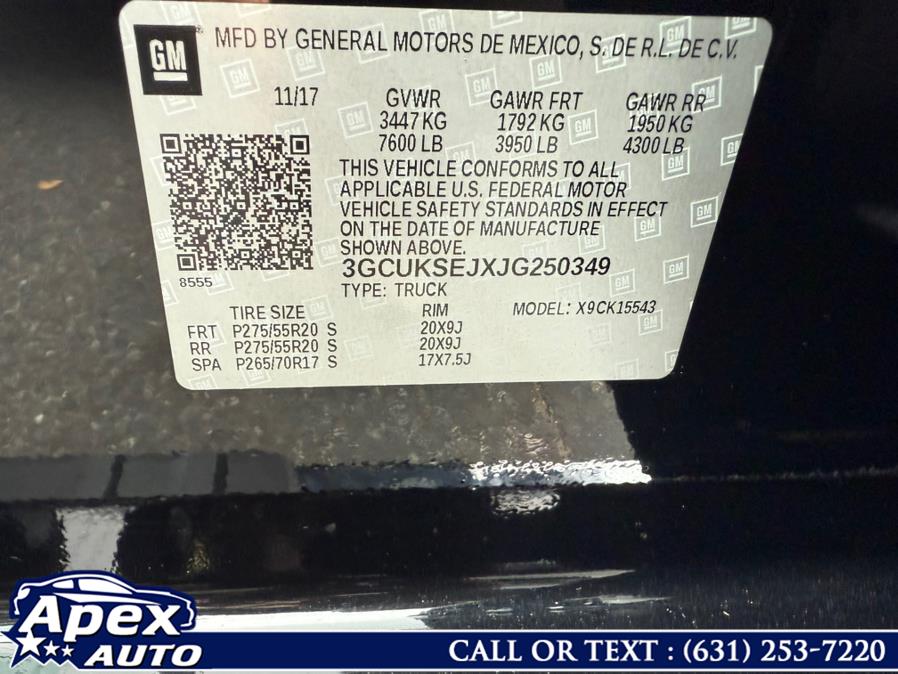 GM
MFD BY GENERAL MOTORS DE MEXICO, S. DE R.L. DE C.V.
11/17 GVWR GAWR FRT GAWR RR
3447 KG 1792 KG 1950 KG
7600 LB 3950 LB 4300 LB
THIS VEHICLE CONFORMS TO ALL
APPLICABLE U.S. FEDERAL MOTOR
VEHICLE SAFETY STANDARDS IN EFFECT
ON THE DATE OF MANUFACTURE
SHOWN ABOVE.
3GCUKSEJXJG250349
8555
TYPE: TRUCK
TIRE SIZE RIM MODEL: X9CK15543
FRT P275/55R20 S 20X9J
RR P275/55R20 S 20X9J
SPA P265/70R17 S 17X7.5J
APEX
AUTO
CALL OR TEXT : (631) 253-7220